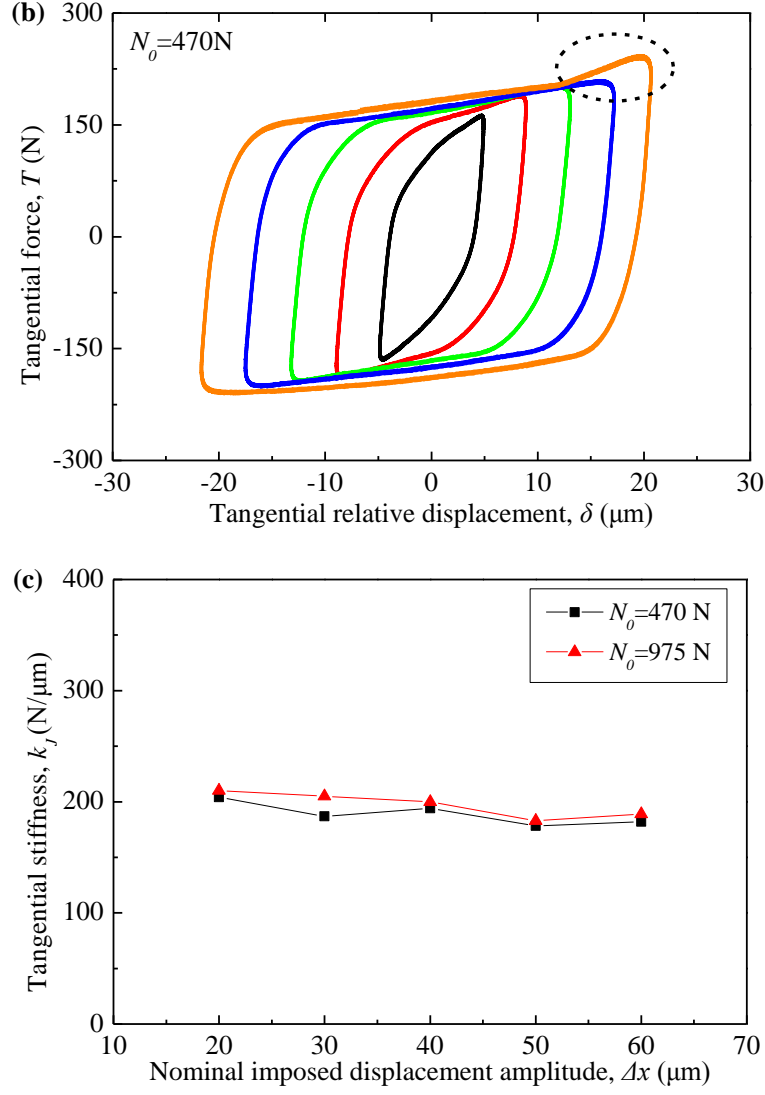 (b)
300
150
0
-150
-300
N₀=470N
Tangential force, T (N)
-30 -20 -10 0 10 20 30
Tangential relative displacement, δ (μm)
(c)
400
300
200
100
0
N₀=470 N
N₀=975 N
Tangential stiffness, k_J (N/μm)
10 20 30 40 50 60 70
Nominal imposed displacement amplitude, Δx (μm)